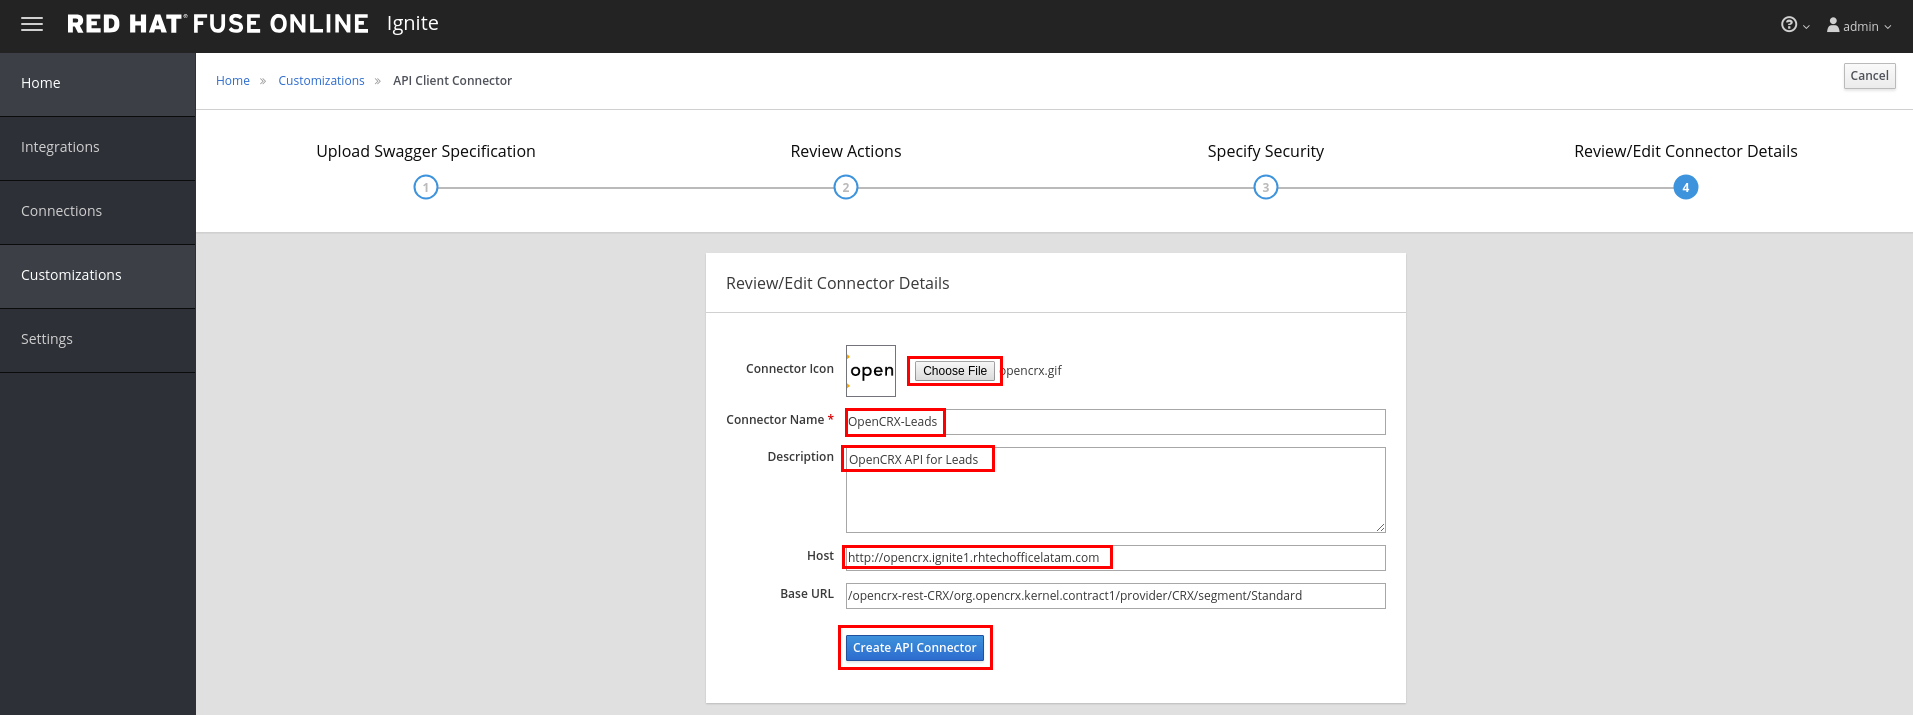 RED HAT® FUSE ONLINE Ignite
admin
Home
Integrations
Connections
Customizations
Settings
Home » Customizations » API Client Connector
Cancel
Upload Swagger Specification
Review Actions
Specify Security
Review/Edit Connector Details
1
2
3
4
Review/Edit Connector Details
Connector Icon
open
Choose File
opencrx.gif
Connector Name *
OpenCRX-Leads
Description
OpenCRX API for Leads
Host
http://opencrx.ignite1.rhtechofficelatam.com
Base URL
/opencrx-rest-CRX/org.opencrx.kernel.contract1/provider/CRX/segment/Standard
Create API Connector